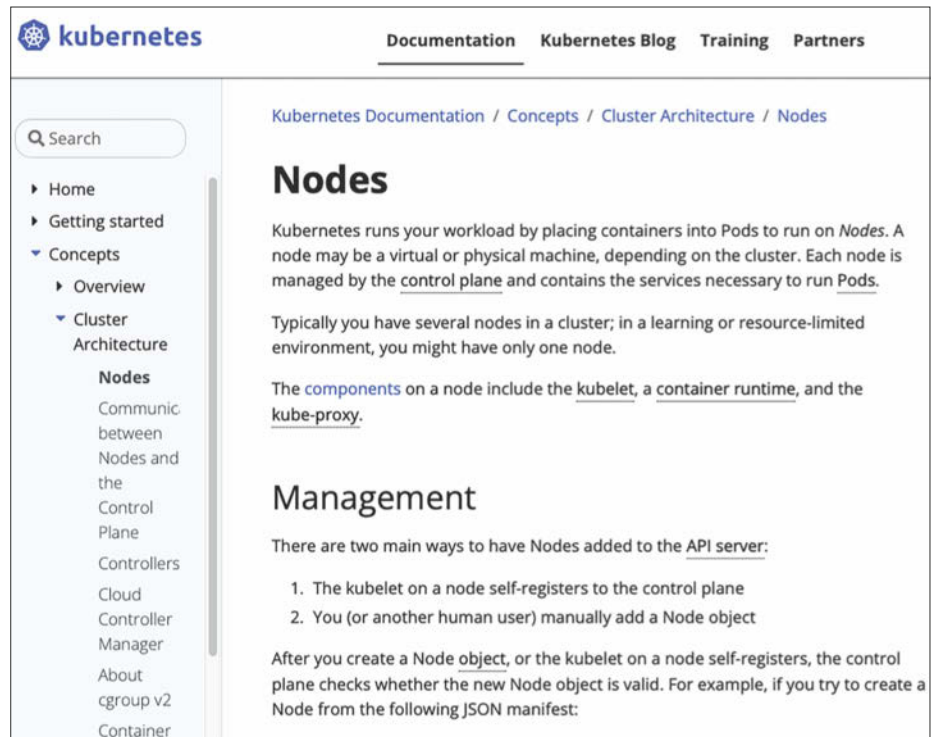 kubernetes
Documentation Kubernetes Blog Training Partners
Search
Home
Getting started
Concepts
Overview
Cluster
Architecture
Nodes
Communic
between
Nodes and
the
Control
Plane
Controllers
Cloud
Controller
Manager
About
cgroup v2
Container
Kubernetes Documentation / Concepts / Cluster Architecture / Nodes
Nodes
Kubernetes runs your workload by placing containers into Pods to run on Nodes. A
node may be a virtual or physical machine, depending on the cluster. Each node is
managed by the control plane and contains the services necessary to run Pods.
Typically you have several nodes in a cluster; in a learning or resource-limited
environment, you might have only one node.
The components on a node include the kubelet, a container runtime, and the
kube-proxy.
Management
There are two main ways to have Nodes added to the API server:
1. The kubelet on a node self-registers to the control plane
2. You (or another human user) manually add a Node object
After you create a Node object, or the kubelet on a node self-registers, the control
plane checks whether the new Node object is valid. For example, if you try to create a
Node from the following JSON manifest: